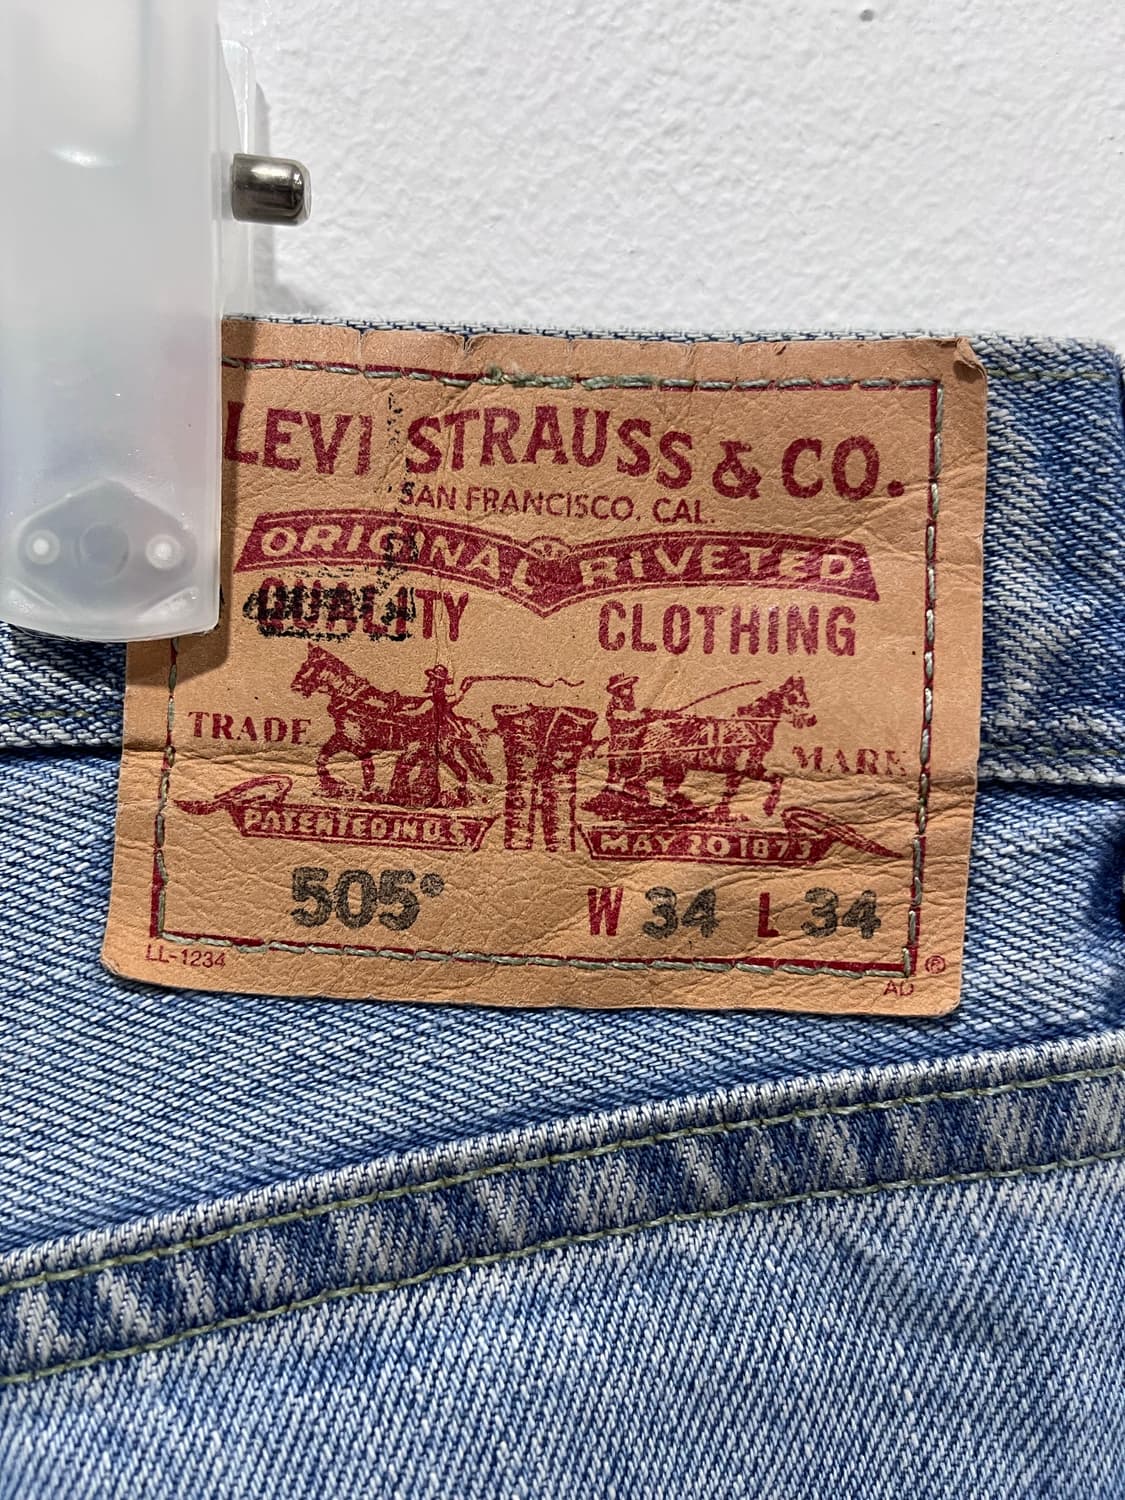 LEVI STRAUSS & CO.
SAN FRANCISCO, CAL.
ORIGINAL RIVETED
QUALITY CLOTHING
TRADE MARK
PATENTED IN U.S. MAY 20 1873
505® W 34 L 34
LL-1234 ®
AD